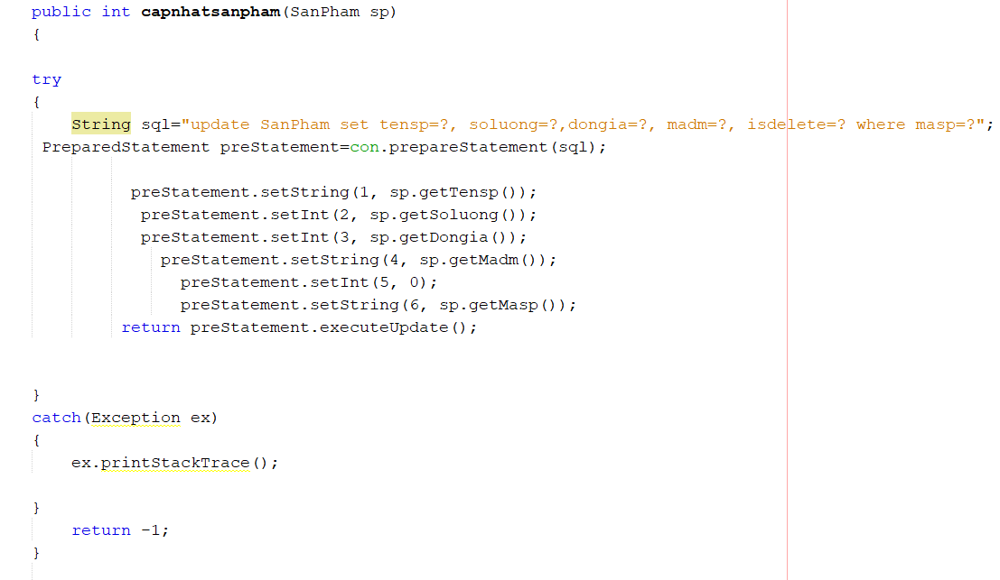 public int capnhatsanpham(SanPham sp)
{
try
{
String sql="update SanPham set tensp=?, soluong=?,dongia=?, madm=?, isdelete=? where masp=?";
PreparedStatement preStatement=con.prepareStatement(sql);
preStatement.setString(1, sp.getTensp());
preStatement.setInt(2, sp.getSoluong());
preStatement.setInt(3, sp.getDongia());
preStatement.setString(4, sp.getMadm());
preStatement.setInt(5, 0);
preStatement.setString(6, sp.getMasp());
return preStatement.executeUpdate();
}
catch(Exception ex)
{
ex.printStackTrace();
}
return -1;
}